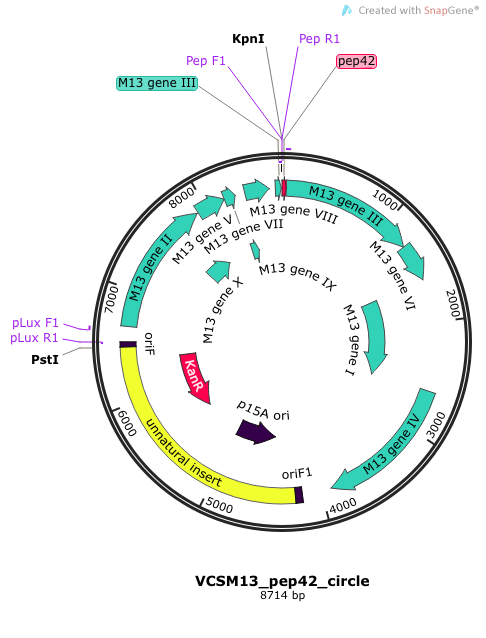 Created with SnapGene®
KpnI
Pep R1
Pep F1
pep42
M13 gene III
8000
1000
M13 gene III
M13 gene VIII
M13 gene V
M13 gene VII
M13 gene II
M13 gene VI
M13 gene IX
M13 gene X
7000
2000
M13 gene I
pLux F1
pLux R1
oriF
PstI
KanR
p15A ori
6000
3000
M13 gene IV
unnatural insert
oriF1
5000
4000
VCSM13_pep42_circle
8714 bp